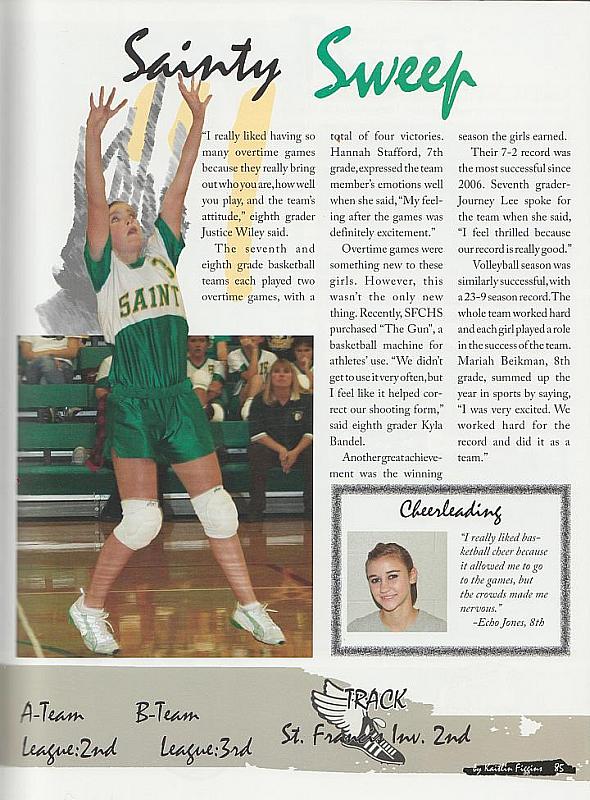 Sainty Sweep
"I really liked having so
many overtime games
because they really bring
out who you are, how well
you play, and the team's
attitude," eighth grader
Justice Wiley said.
The seventh and
eighth grade basketball
teams each played two
overtime games, with a
total of four victories.
Hannah Stafford, 7th
grade, expressed the team
member's emotions well
when she said, "My feel-
ing after the games was
definitely excitement."
Overtime games were
something new to these
girls. However, this
wasn't the only new
thing. Recently, SFCHS
purchased "The Gun", a
basketball machine for
athletes' use. "We didn't
get to use it very often, but
I feel like it helped cor-
rect our shooting form,"
said eighth grader Kyla
Bandel.
Another great achieve-
ment was the winning
season the girls earned.
Their 7-2 record was
the most successful since
2006. Seventh grader-
Journey Lee spoke for
the team when she said,
"I feel thrilled because
our record is really good."
Volleyball season was
similarly successful, with
a 23-9 season record. The
whole team worked hard
and each girl played a role
in the success of the team.
Mariah Beikman, 8th
grade, summed up the
year in sports by saying,
"I was very excited. We
worked hard for the
record and did it as a
team."
SAINT
3
15
Cheerleading
"I really liked bas-
ketball cheer because
it allowed me to go
to the games, but
the crowds made me
nervous."
-Echo Jones, 8th
A-Team
League:2nd
B-Team
League:3rd
TRACK
St. Francis Inv. 2nd
by Kaitlin Figgins 85